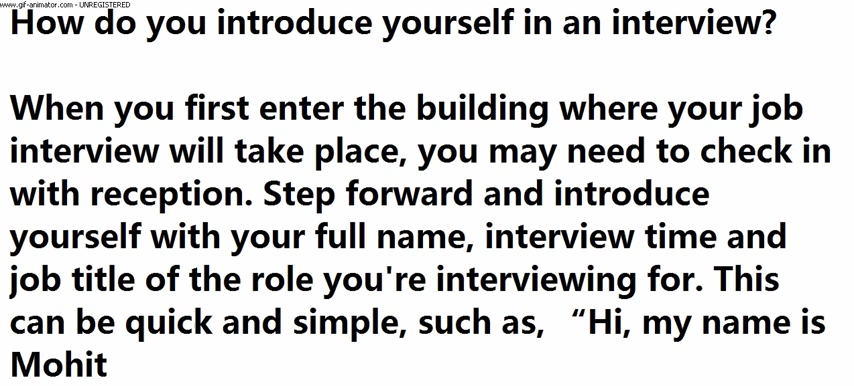 www.gif-animator.com - UNREGISTERED
How do you introduce yourself in an interview?
When you first enter the building where your job
interview will take place, you may need to check in
with reception. Step forward and introduce
yourself with your full name, interview time and
job title of the role you're interviewing for. This
can be quick and simple, such as, “Hi, my name is
Mohit